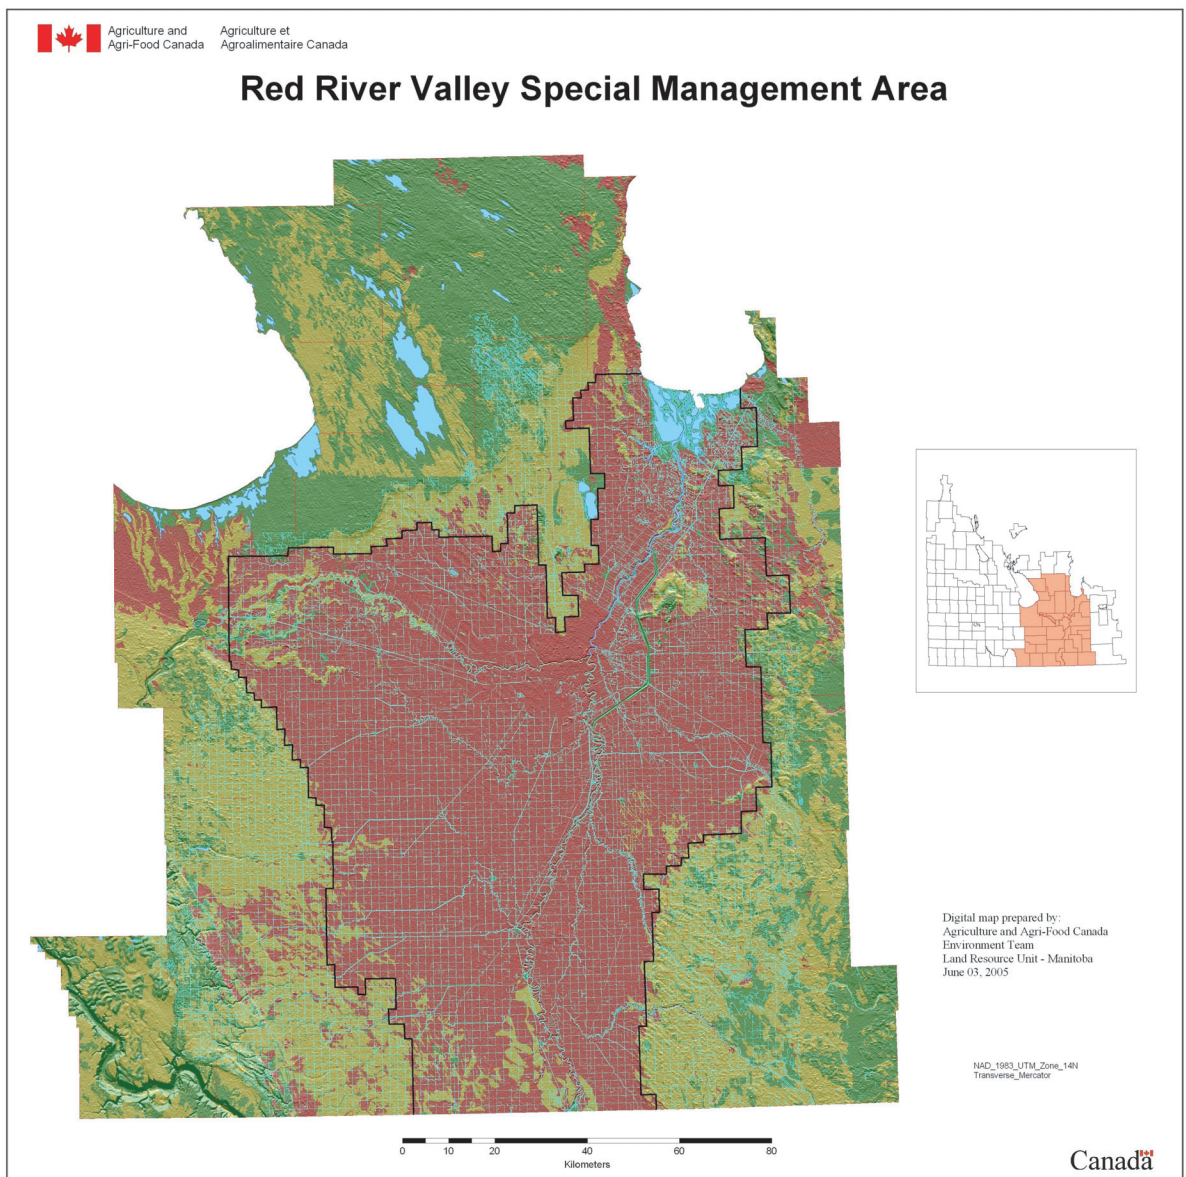 Agriculture and
Agri-Food Canada
Agriculture et
Agroalimentaire Canada
Red River Valley Special Management Area
Digital map prepared by:
Agriculture and Agri-Food Canada
Environment Team
Land Resource Unit - Manitoba
June 03, 2005
NAD_1983_UTM_Zone_14N
Transverse_Mercator
0 10 20 40 60 80
Kilometers
Canada